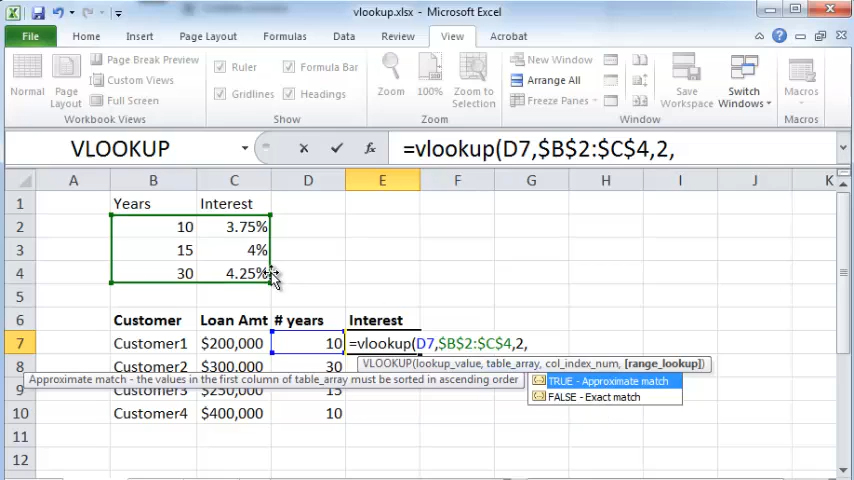 vlookup.xlsx - Microsoft Excel
File Home Insert Page Layout Formulas Data Review View Acrobat
Normal Page Layout Page Break Preview Custom Views Full Screen
Workbook Views
Ruler Formula Bar
Gridlines Headings
Show
Zoom 100% Zoom to Selection
Zoom
New Window Arrange All Freeze Panes
Save Workspace Switch Windows
Window
Macros
Macros
VLOOKUP fx =vlookup(D7,$B$2:$C$4,2,
A B C D E F G H I J K
1 Years Interest
2 10 3.75%
3 15 4%
4 30 4.25%
5
6 Customer Loan Amt # years Interest
7 Customer1 $200,000 10 =vlookup(D7,$B$2:$C$4,2,
VLOOKUP(lookup_value, table_array, col_index_num, [range_lookup])
8 Customer2 $300,000 30
Approximate match - the values in the first column of table_array must be sorted in ascending order
TRUE - Approximate match
FALSE - Exact match
9 Customer3 $250,000 15
10 Customer4 $400,000 10
11
12